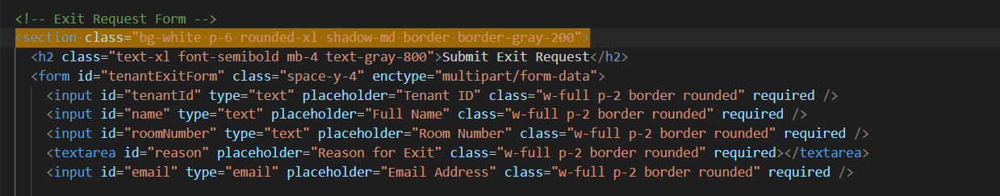 <!-- Exit Request Form -->
<section class="bg-white p-6 rounded-xl shadow-md border border-gray-200">
<h2 class="text-xl font-semibold mb-4 text-gray-800">Submit Exit Request</h2>
<form id="tenantExitForm" class="space-y-4" enctype="multipart/form-data">
<input id="tenantId" type="text" placeholder="Tenant ID" class="w-full p-2 border rounded" required />
<input id="name" type="text" placeholder="Full Name" class="w-full p-2 border rounded" required />
<input id="roomNumber" type="text" placeholder="Room Number" class="w-full p-2 border rounded" required />
<textarea id="reason" placeholder="Reason for Exit" class="w-full p-2 border rounded" required></textarea>
<input id="email" type="email" placeholder="Email Address" class="w-full p-2 border rounded" required />